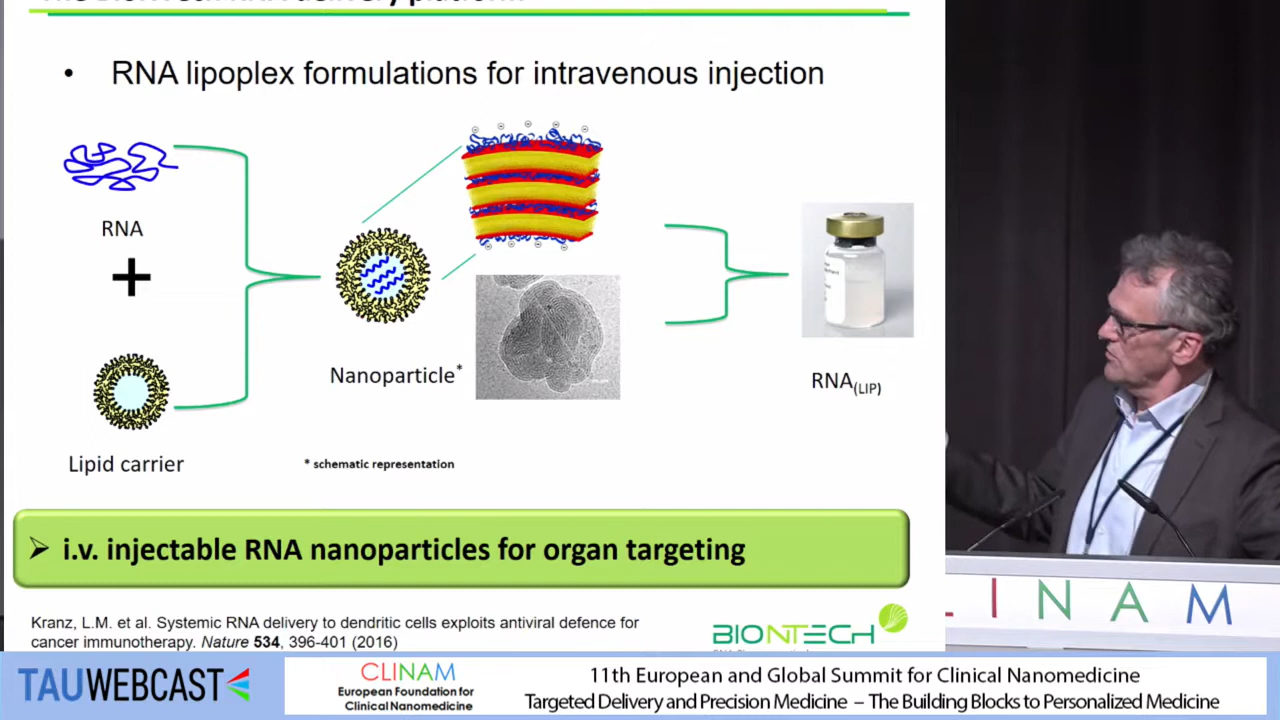 • RNA lipoplex formulations for intravenous injection
RNA
+
Lipid carrier
Nanoparticle*
* schematic representation
RNA(LIP)
➢ i.v. injectable RNA nanoparticles for organ targeting
Kranz, L.M. et al. Systemic RNA delivery to dendritic cells exploits antiviral defence for
cancer immunotherapy. Nature 534, 396-401 (2016)
BIONTECH
LINAM
TAUWEBCAST
CLINAM
European Foundation for
Clinical Nanomedicine
11th European and Global Summit for Clinical Nanomedicine
Targeted Delivery and Precision Medicine – The Building Blocks to Personalized Medicine